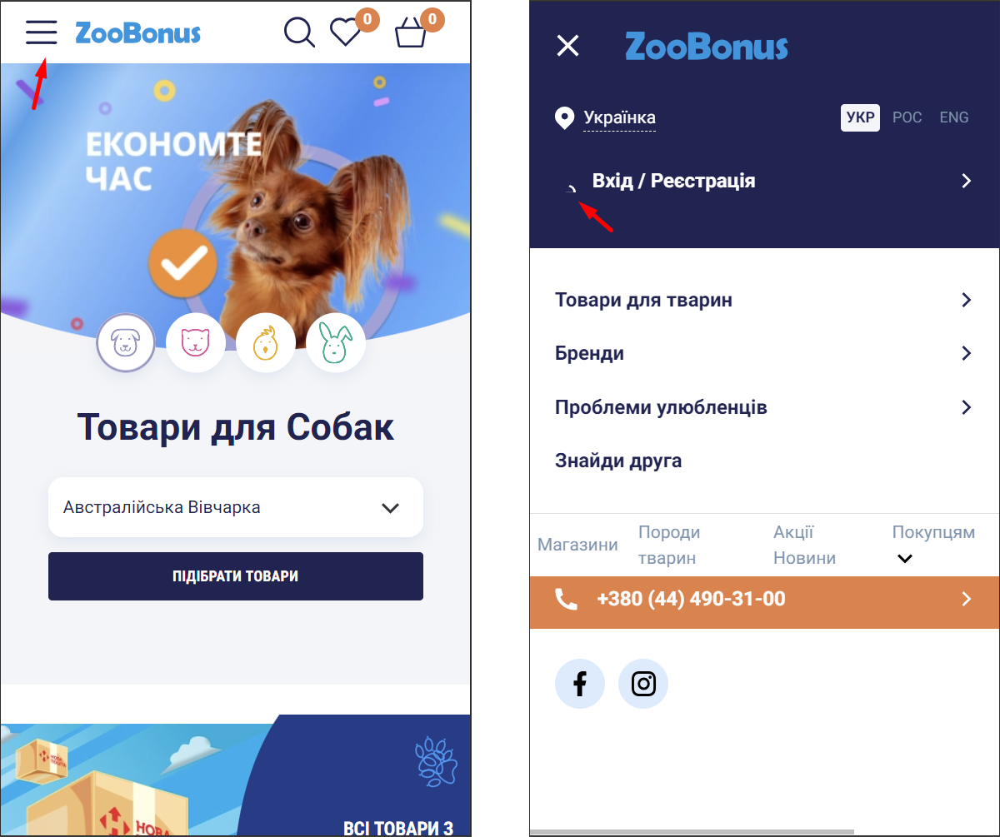 ZooBonus
0
0
ЕКОНОМТЕ
ЧАС
Товари для Собак
Австралійська Вівчарка
ПІДІБРАТИ ТОВАРИ
НОВА
ВСІ ТОВАРИ З
ZooBonus
Українка
УКР РОС ENG
Вхід / Реєстрація
Товари для тварин
Бренди
Проблеми улюбленців
Знайди друга
Магазини
Породи
тварин
Акції
Новини
Покупцям
+380 (44) 490-31-00